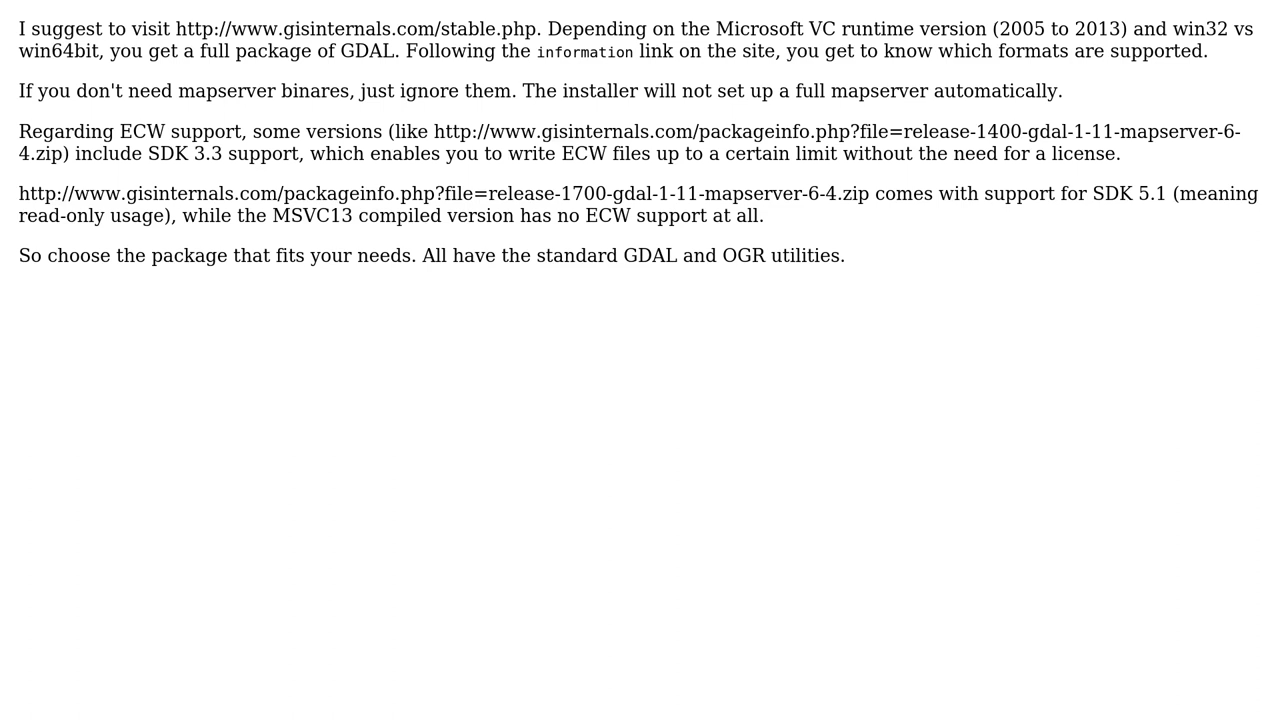 I suggest to visit http://www.gisinternals.com/stable.php. Depending on the Microsoft VC runtime version (2005 to 2013) and win32 vs
win64bit, you get a full package of GDAL. Following the information link on the site, you get to know which formats are supported.
If you don't need mapserver binares, just ignore them. The installer will not set up a full mapserver automatically.
Regarding ECW support, some versions (like http://www.gisinternals.com/packageinfo.php?file=release-1400-gdal-1-11-mapserver-6-
4.zip) include SDK 3.3 support, which enables you to write ECW files up to a certain limit without the need for a license.
http://www.gisinternals.com/packageinfo.php?file=release-1700-gdal-1-11-mapserver-6-4.zip comes with support for SDK 5.1 (meaning
read-only usage), while the MSVC13 compiled version has no ECW support at all.
So choose the package that fits your needs. All have the standard GDAL and OGR utilities.